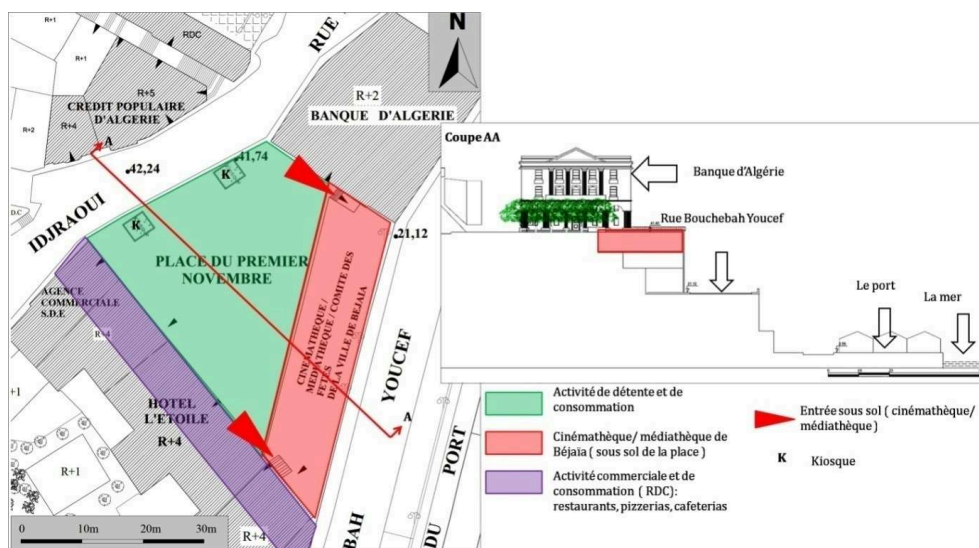 RDC
R+1
R+1
R+5
CREDIT POPULAIRE
D'ALGERIE
R+4
R+2
A
RUE
N
R+2
BANQUE D'ALGERIE
42,24
41,74
K
K
IDJRAOUI
21,12
PLACE DU PREMIER
NOVEMBRE
AGENCE
COMMERCIALE
S.D.E
R+4
CINEMATHEQUE /
MEDIATHEQUE / COMITE DES
FETES
DE LA VILLE DE BEJAIA
YOUCEF
A
HOTEL
L'ETOILE
R+4
+1
R+1
R+4
BAH
PORT
DU
0 10m 20m 30m
Coupe AA
Banque d'Algérie
Rue Bouchebah Youcef
Le port
La mer
Activité de détente et de
consommation
Cinémathèque/ médiathèque de
Béjaïa ( sous sol de la place)
Activité commerciale et de
consommation ( RDC):
restaurants, pizzerias, cafeterias
Entrée sous sol ( cinémathèque/
médiathèque )
K Kiosque